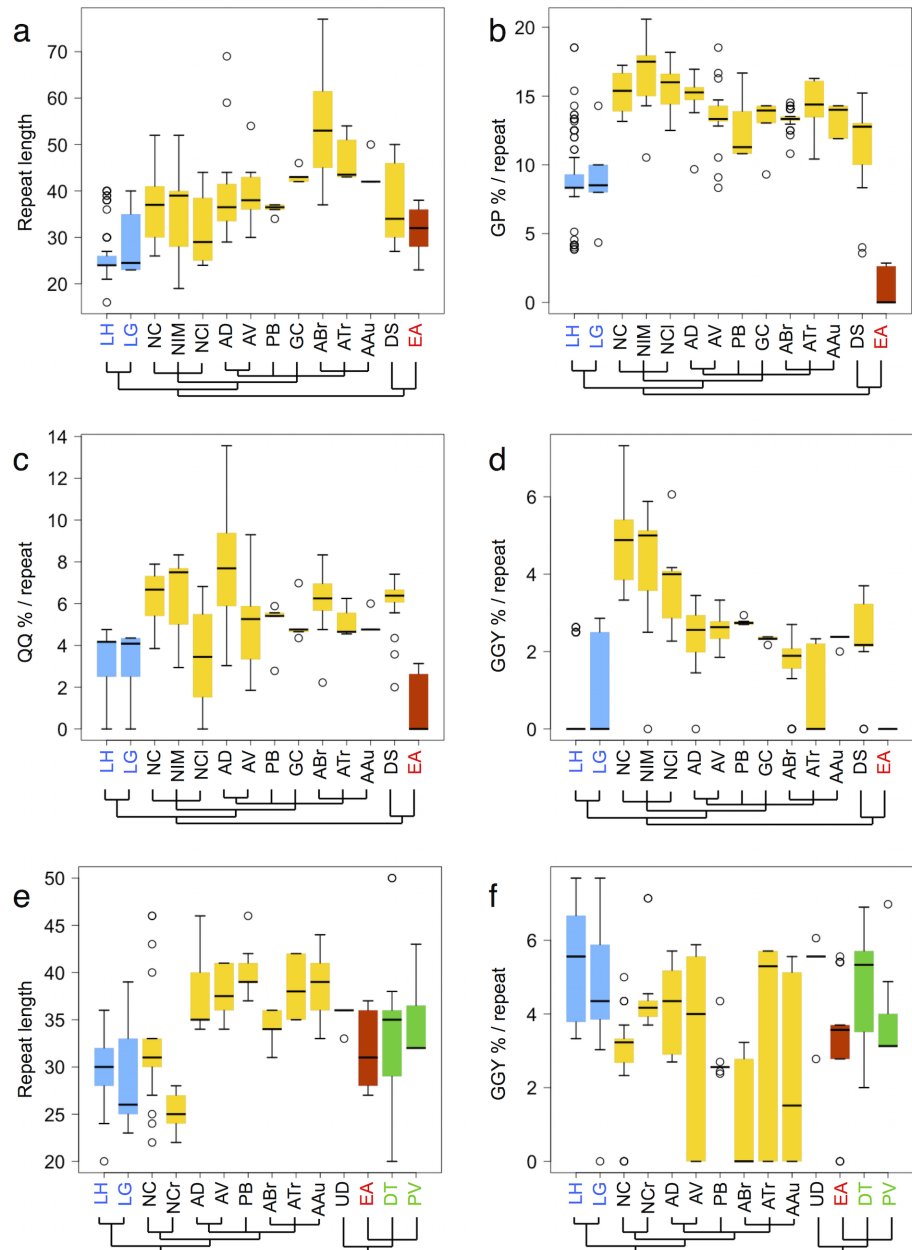 a
Repeat length
70
60
50
40
30
20
LH LG NC NIM NCl AD AV PB GC ABr ATr AAu DS EA
b
GP % / repeat
20
15
10
5
0
LH LG NC NIM NCl AD AV PB GC ABr ATr AAu DS EA
c
QQ % / repeat
14
12
10
8
6
4
2
0
LH LG NC NIM NCl AD AV PB GC ABr ATr AAu DS EA
d
GGY % / repeat
6
4
2
0
LH LG NC NIM NCl AD AV PB GC ABr ATr AAu DS EA
e
Repeat length
50
45
40
35
30
25
20
LH LG NC NCr AD AV PB ABr ATr AAu UD EA DT PV
f
GGY % / repeat
6
4
2
0
LH LG NC NCr AD AV PB ABr ATr AAu UD EA DT PV